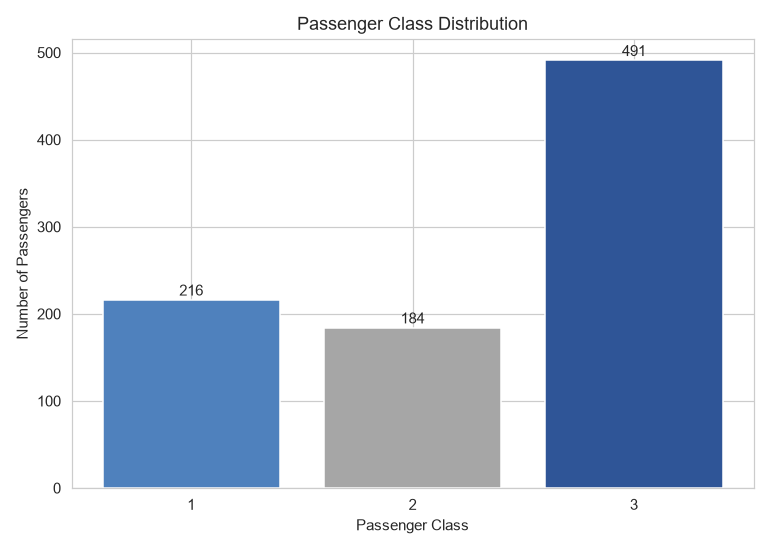 Passenger Class Distribution
500
400
300
200
100
0
Number of Passengers
216
184
491
1 2 3
Passenger Class